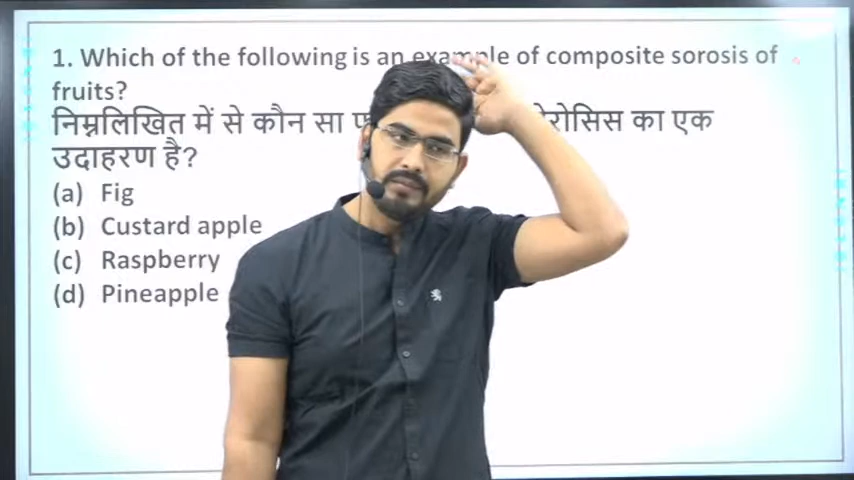 1. Which of the following is an example of composite sorosis of
fruits?
निम्नलिखित में से कौन सा का एक
उदाहरण है?
(a) Fig
(b) Custard apple
(c) Raspberry
(d) Pineapple